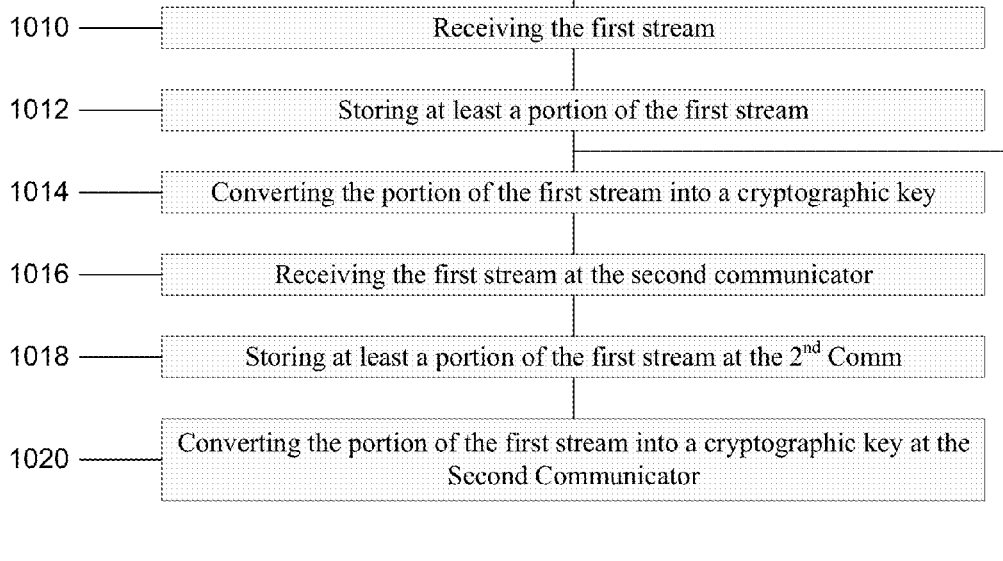 1010 Receiving the first stream
1012 Storing at least a portion of the first stream
1014 Converting the portion of the first stream into a cryptographic key
1016 Receiving the first stream at the second communicator
1018 Storing at least a portion of the first stream at the 2nd Comm
1020 Converting the portion of the first stream into a cryptographic key at the
Second Communicator